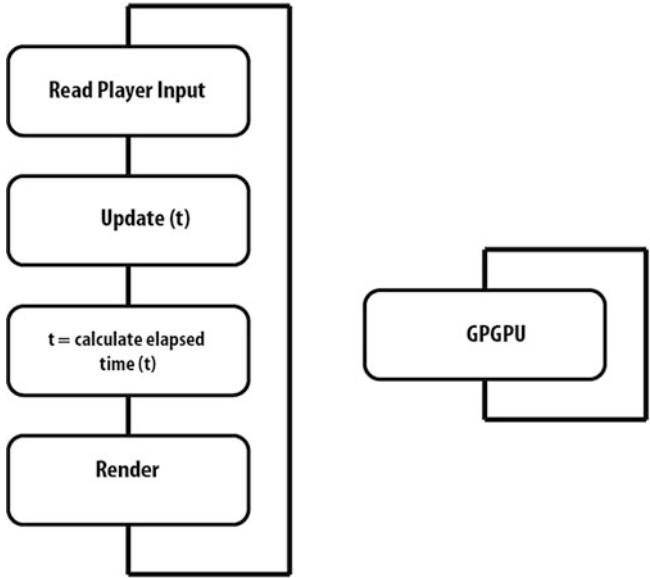 Read Player Input
Update (t)
t = calculate elapsed
time (t)
Render
GPGPU